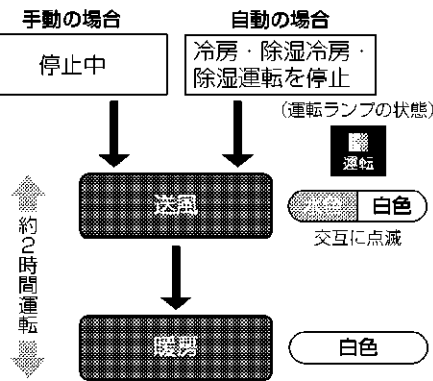 手動の場合
自動の場合
停止中
冷房・除湿冷房・
除湿運転を停止
(運転ランプの状態)
運転
送風
水色
白色
交互に点滅
約2時間運転
暖房
白色